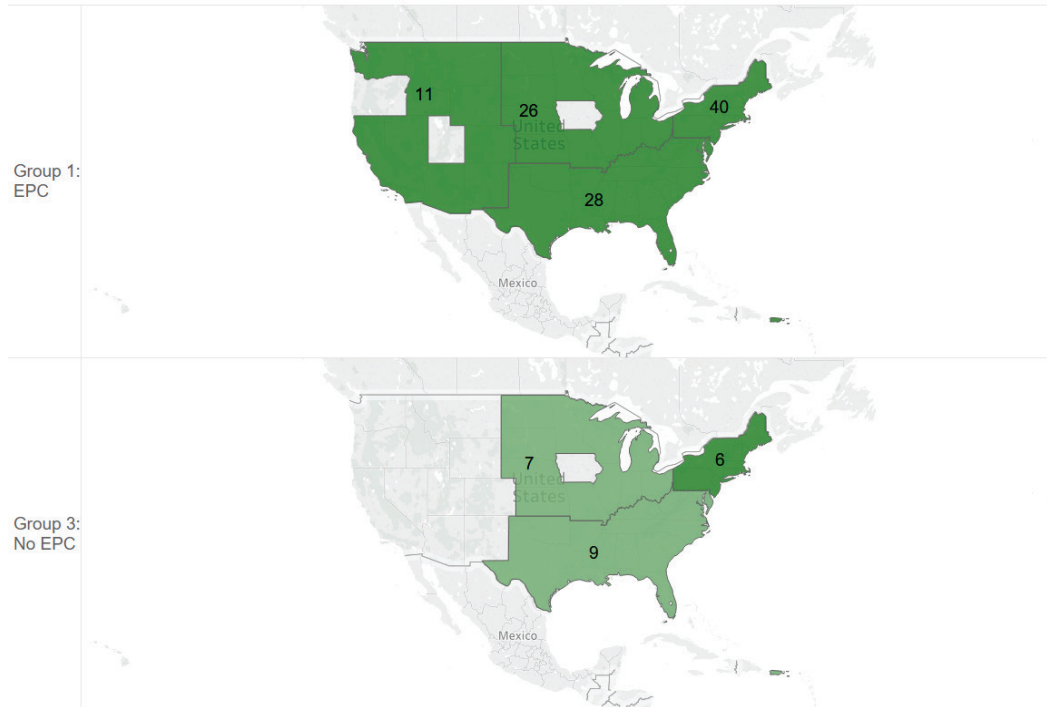 Group 1:
EPC
11
26
40
United
States
28
Mexico
Group 3:
No EPC
7
6
United
States
9
Mexico